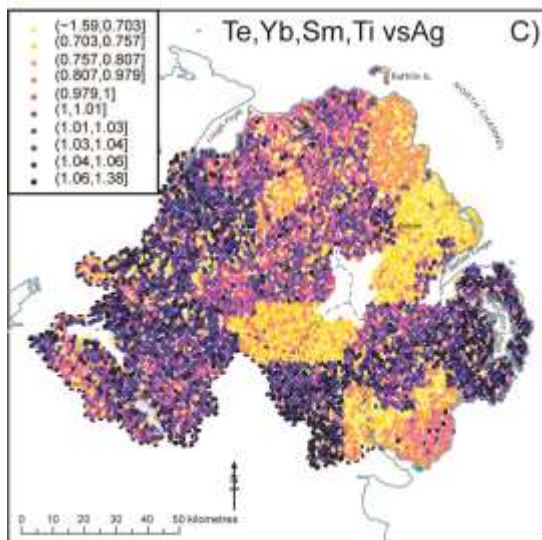 Te,Yb,Sm,Ti vsAg
C)
(−1.59,0.703]
(0.703,0.757]
(0.757,0.807]
(0.807,0.979]
(0.979,1]
(1,1.01]
(1.01,1.03]
(1.03,1.04]
(1.04,1.06]
(1.06,1.38]
Rathlin Is.
NORTH CHANNEL
Lough Foyle
0 10 20 30 40 50 kilometres